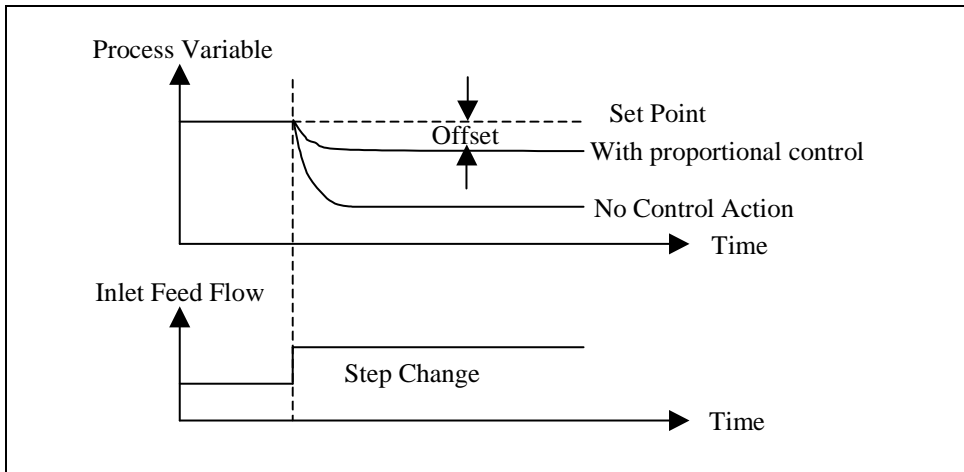 Process Variable
Set Point
Offset
With proportional control
No Control Action
Time
Inlet Feed Flow
Step Change
Time